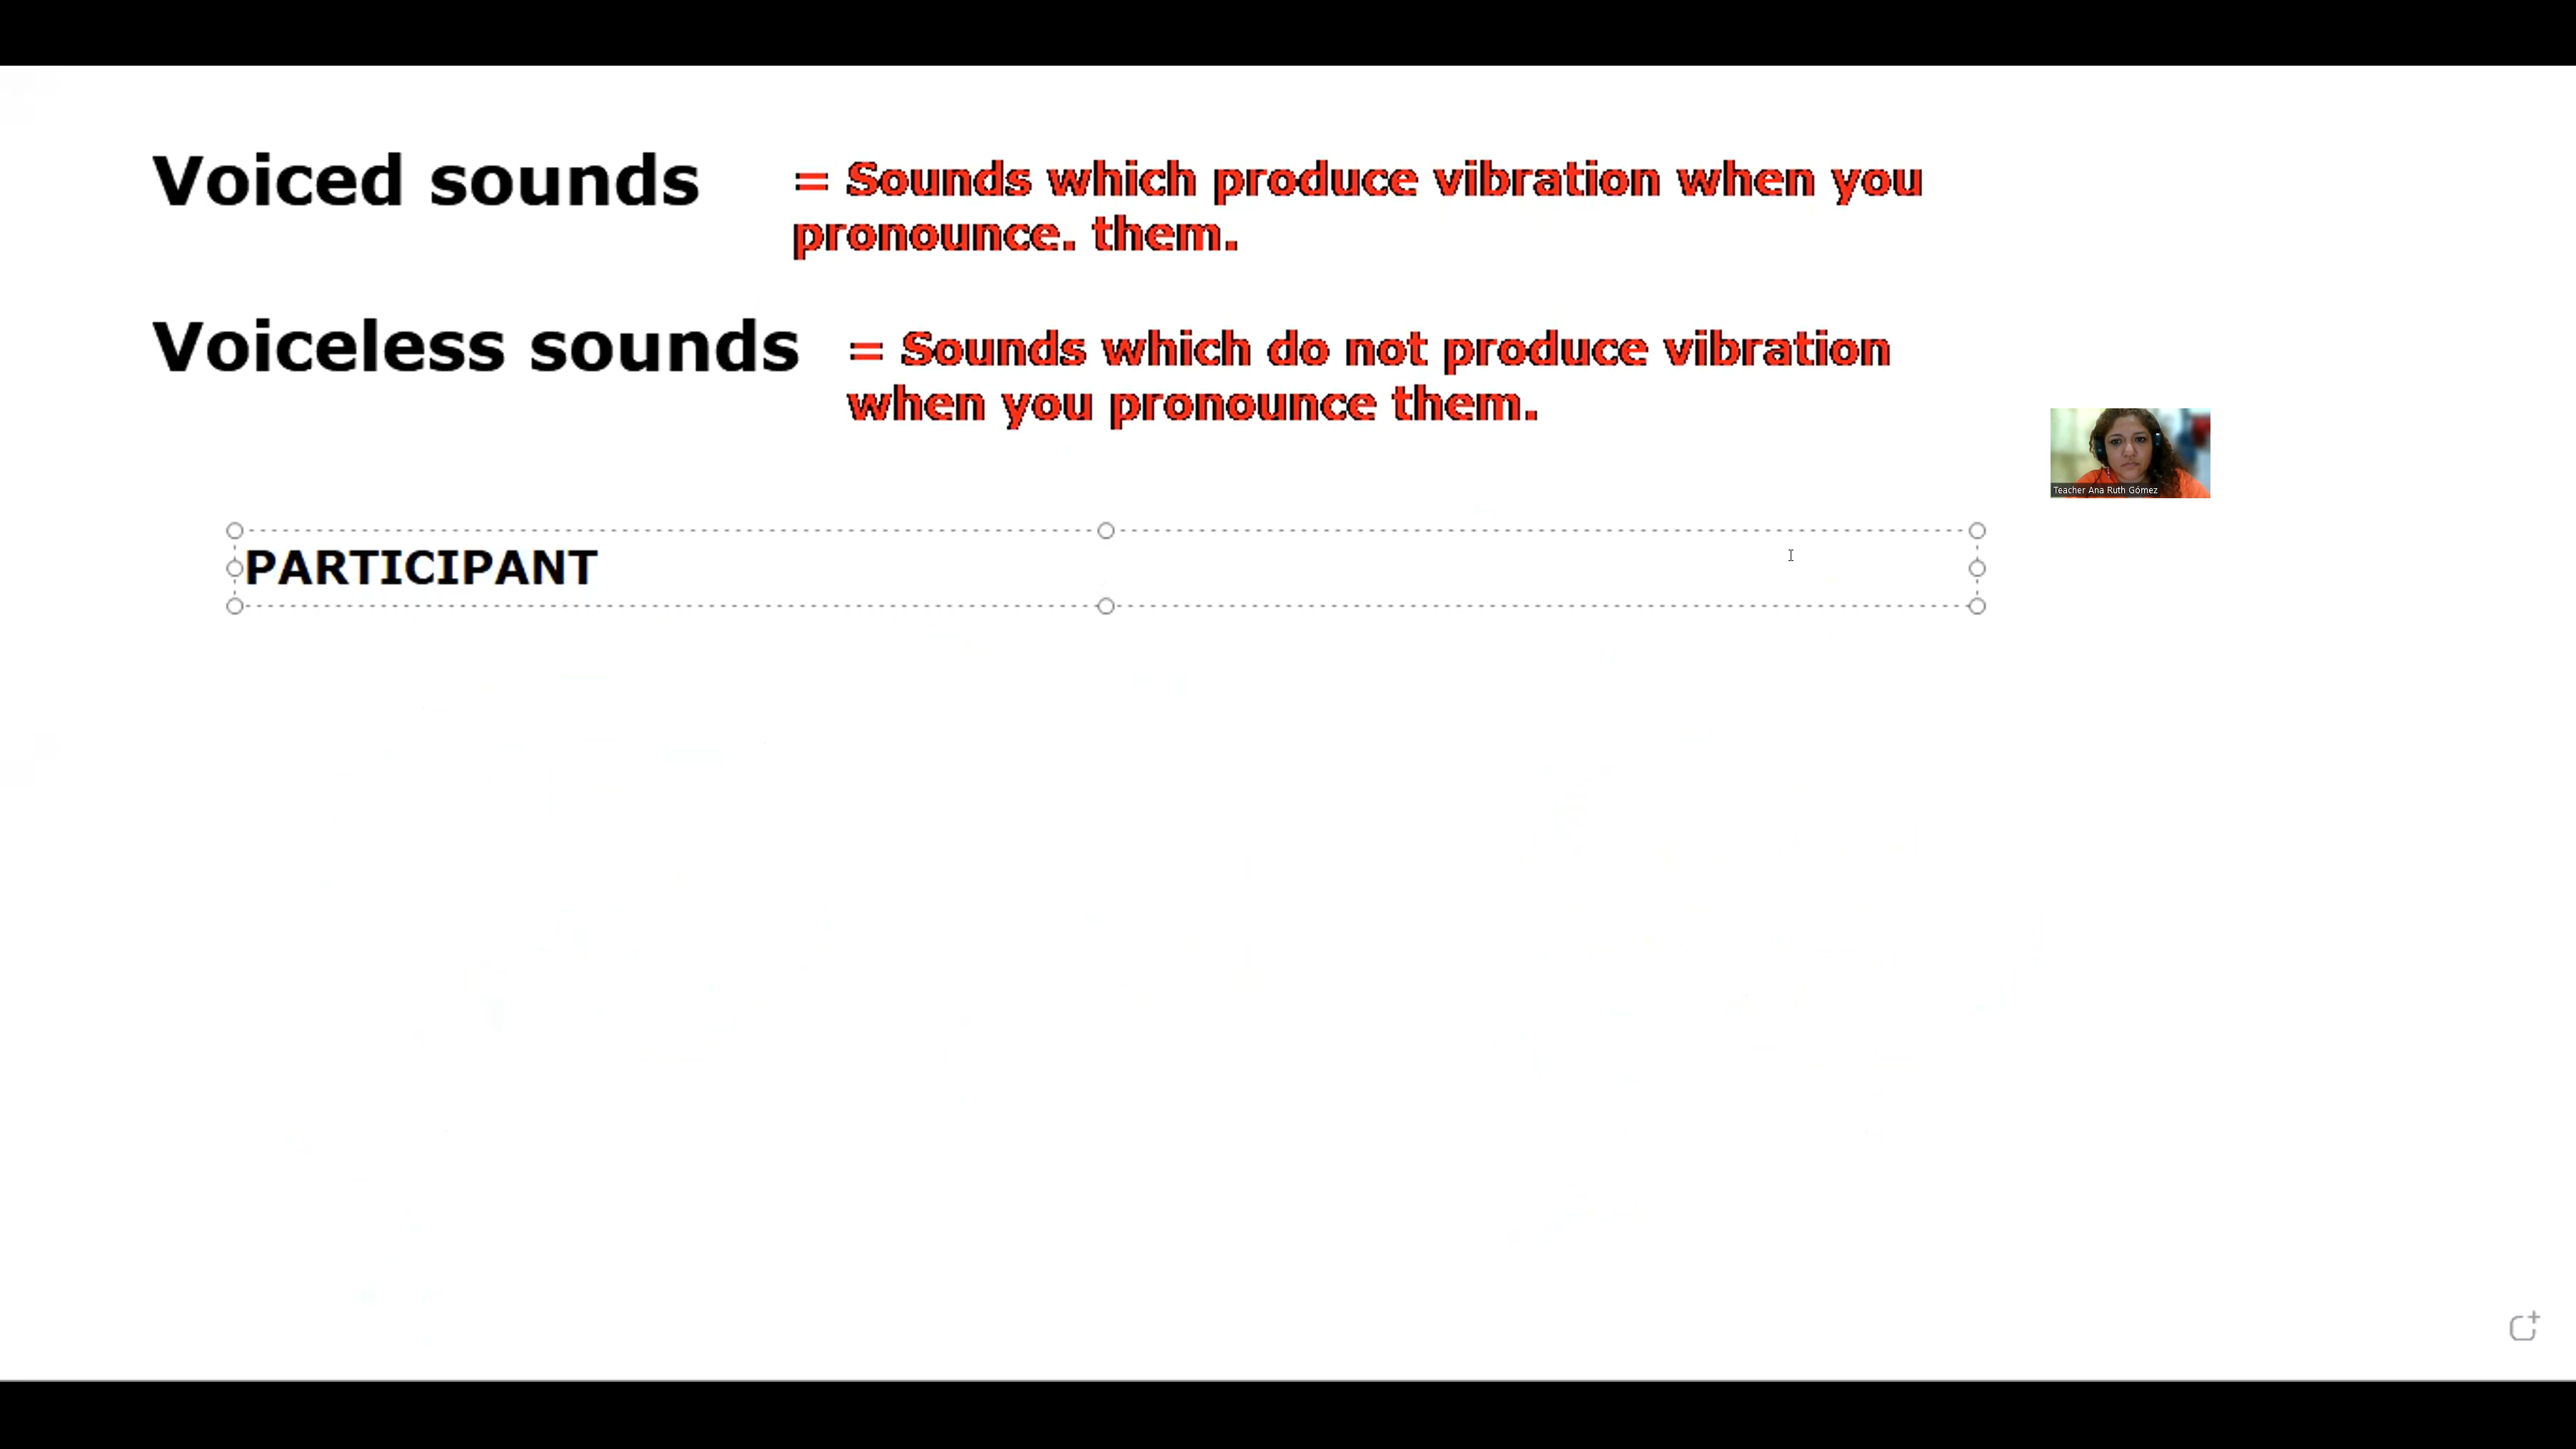 Voiced sounds = Sounds which produce vibration when you
pronounce. them.
Voiceless sounds = Sounds which do not produce vibration
when you pronounce them.
Teacher Ana Ruth Gómez
PARTICIPANT